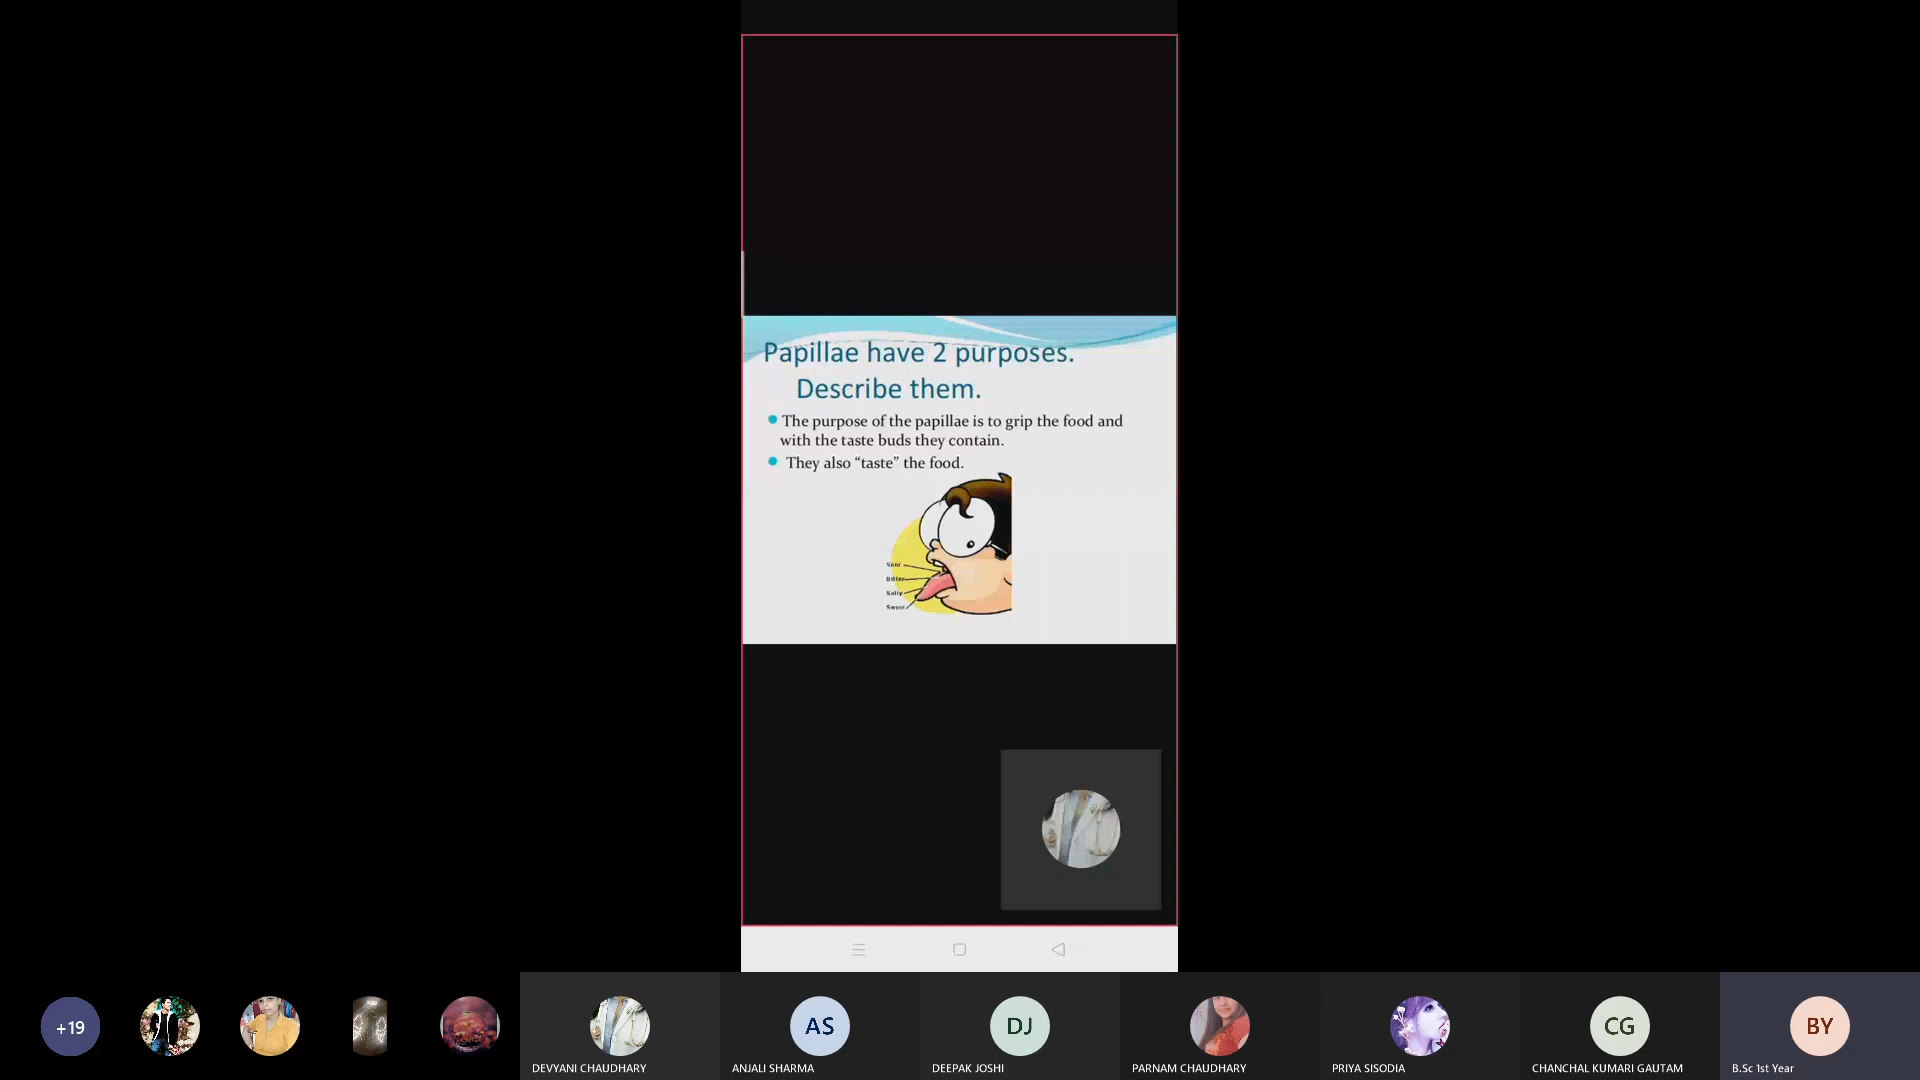 Papillae have 2 purposes.
Describe them.
The purpose of the papillae is to grip the food and
with the taste buds they contain.
They also “taste” the food.
Sour
Bitter
Salty
Sweet
+19
DEVYANI CHAUDHARY
AS
ANJALI SHARMA
DJ
DEEPAK JOSHI
PARNAM CHAUDHARY
PRIYA SISODIA
CG
CHANCHAL KUMARI GAUTAM
BY
B.Sc 1st Year